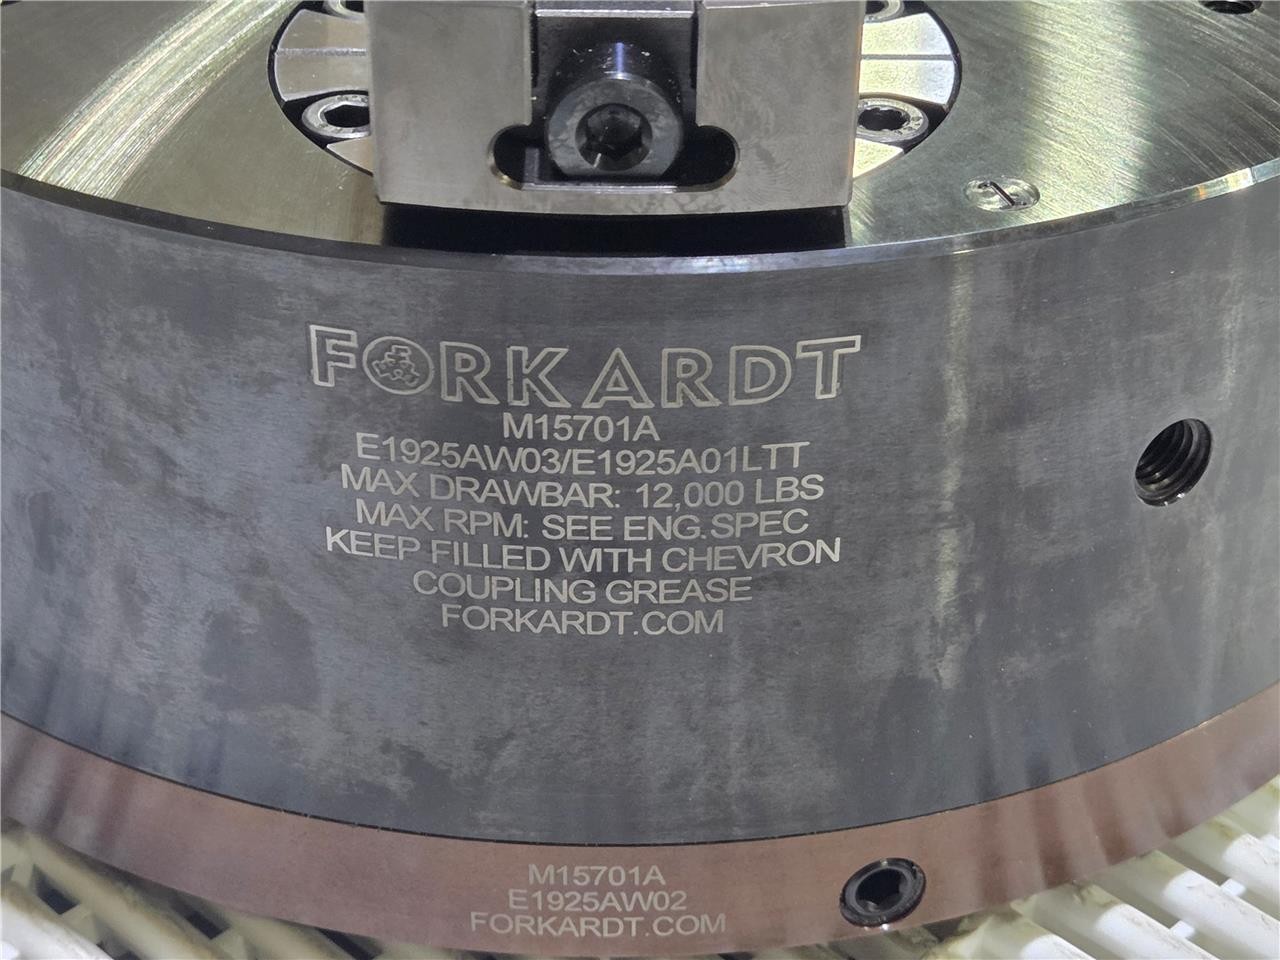 1
FORKARDT
M15701A
E1925AW03/E1925A01LTT
MAX DRAWBAR: 12,000 LBS
MAX RPM: SEE ENG.SPEC
KEEP FILLED WITH CHEVRON
COUPLING GREASE
FORKARDT.COM
M15701A
E1925AW02
FORKARDT.COM